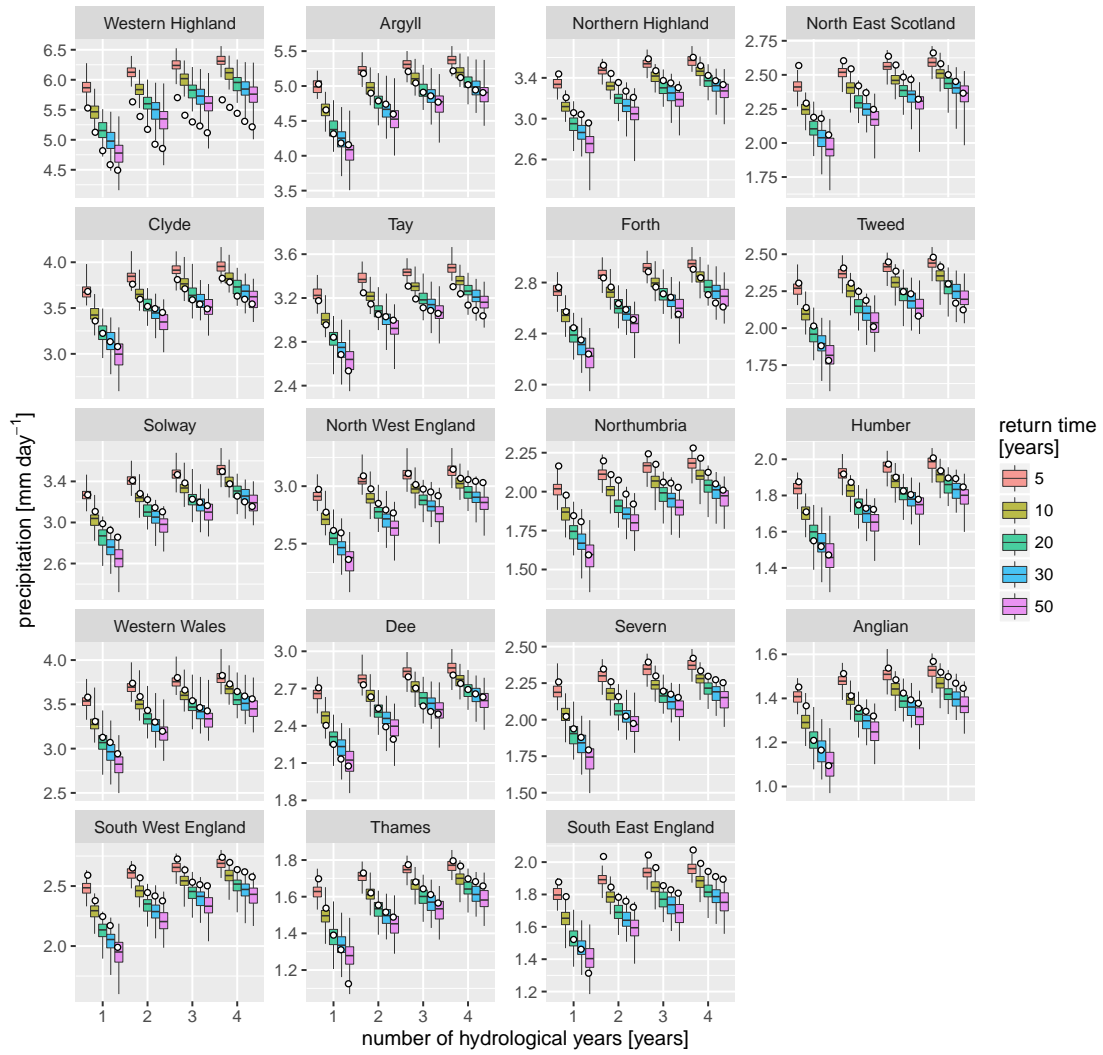 Western Highland Argyll Northern Highland North East Scotland
6.5 6.0 5.5 5.0 4.5
5.5 5.0 4.5 4.0 3.5
3.4 3.0 2.6
2.75 2.50 2.25 2.00 1.75
Clyde Tay Forth Tweed
4.0 3.5 3.0
3.6 3.2 2.8 2.4
2.8 2.4 2.0
2.50 2.25 2.00 1.75
Solway North West England Northumbria Humber
3.4 3.0 2.6
3.0 2.5
2.25 2.00 1.75 1.50
2.0 1.8 1.6 1.4
Western Wales Dee Severn Anglian
4.0 3.5 3.0 2.5
3.0 2.7 2.4 2.1 1.8
2.50 2.25 2.00 1.75 1.50
1.6 1.4 1.2 1.0
South West England Thames South East England
2.5 2.0
1.8 1.6 1.4 1.2
2.0 1.8 1.6 1.4 1.2
1 2 3 4 1 2 3 4 1 2 3 4
number of hydrological years [years]
precipitation [mm day−1]
return time
[years]
5
10
20
30
50